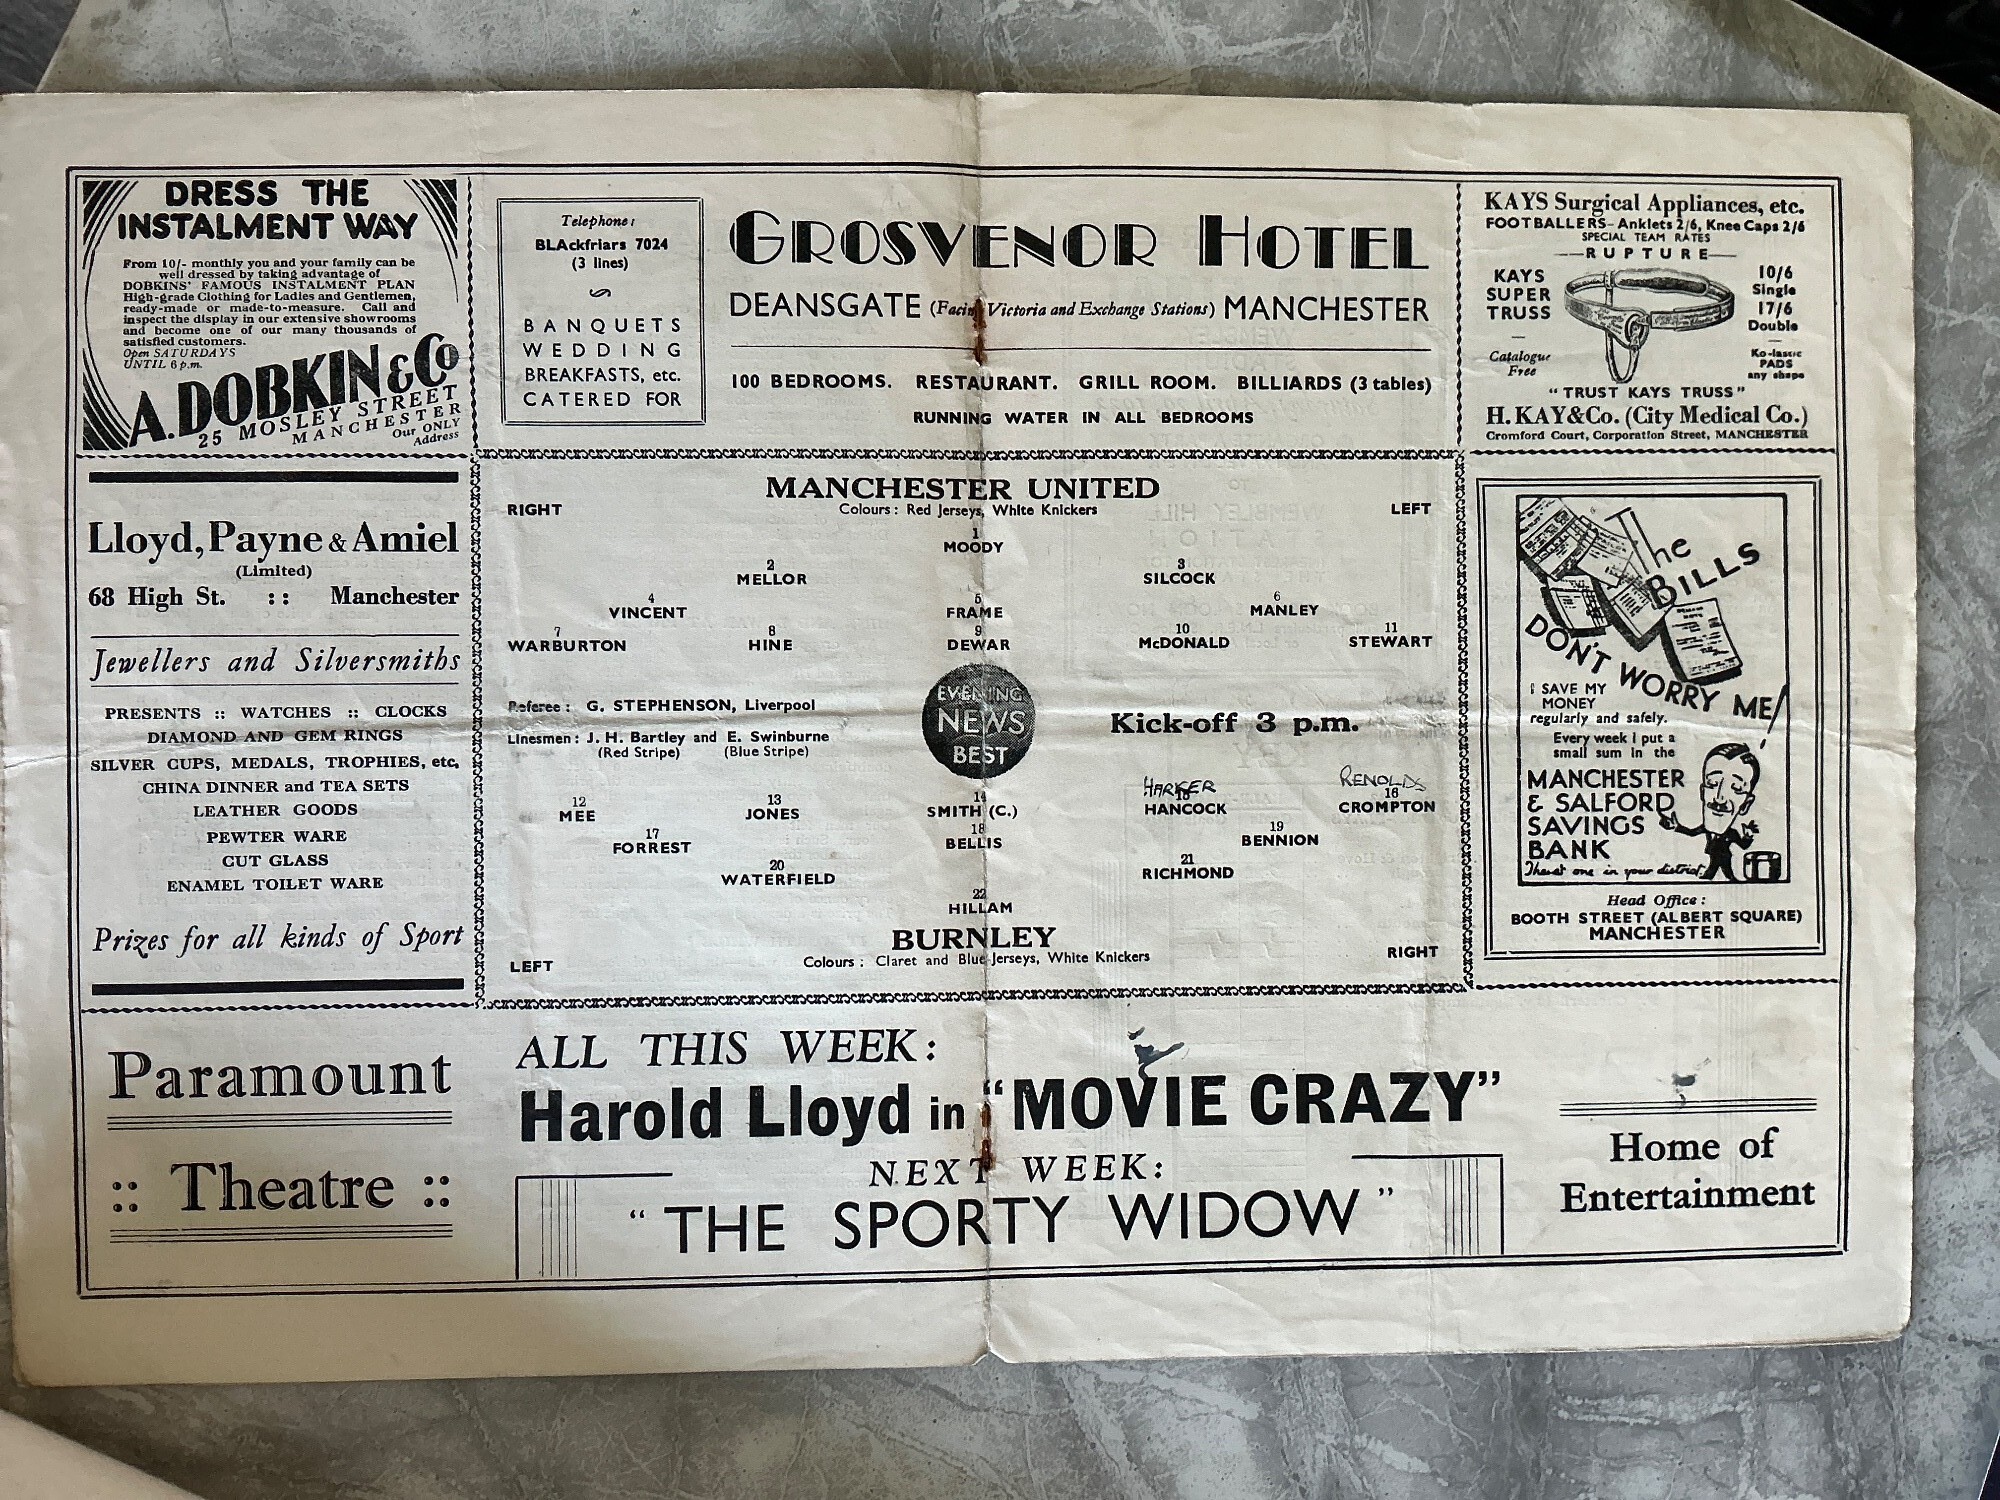 DRESS THE
INSTALMENT WAY
From 10/- monthly you and your family can be
well dressed by taking advantage of
DOBKINS' FAMOUS INSTALMENT PLAN
High-grade Clothing for Ladies and Gentlemen,
ready-made or made-to-measure. Call and
inspect the display in our extensive showrooms
and become one of our many thousands of
satisfied customers.
Open SATURDAYS
UNTIL 6 p.m.
A. DOBKIN & Co
25 MOSLEY STREET
MANCHESTER
Our ONLY
Address
Telephone:
BLAckfriars 7024
(3 lines)
BANQUETS
WEDDING
BREAKFASTS, etc.
CATERED FOR
GROSVENOR HOTEL
DEANSGATE (Facing Victoria and Exchange Stations) MANCHESTER
100 BEDROOMS. RESTAURANT. GRILL ROOM. BILLIARDS (3 tables)
RUNNING WATER IN ALL BEDROOMS
KAYS Surgical Appliances, etc.
FOOTBALLERS- Anklets 2/6, Knee Caps 2/6
SPECIAL TEAM RATES
RUPTURE
KAYS
SUPER
TRUSS
Catalogue
Free
10/6
Single
17/6
Double
Ko-lastic
PADS
any shape
"TRUST KAYS TRUSS"
H. KAY & Co. (City Medical Co.)
Cromford Court, Corporation Street, MANCHESTER
Lloyd, Payne & Amiel
(Limited)
68 High St. :: Manchester
Jewellers and Silversmiths
PRESENTS :: WATCHES :: CLOCKS
DIAMOND AND GEM RINGS
SILVER CUPS, MEDALS, TROPHIES, etc,
CHINA DINNER and TEA SETS
LEATHER GOODS
PEWTER WARE
CUT GLASS
ENAMEL TOILET WARE
Prizes for all kinds of Sport
MANCHESTER UNITED
RIGHT Colours: Red Jerseys, White Knickers LEFT
1
MOODY
2 3
MELLOR SILCOCK
4 5 6
VINCENT FRAME MANLEY
7 8 9 10 11
WARBURTON HINE DEWAR McDONALD STEWART
Referee: G. STEPHENSON, Liverpool
Linesmen: J. H. Bartley and E. Swinburne
(Red Stripe) (Blue Stripe)
EVENING
NEWS
BEST
Kick-off 3 p.m.
HARKER RENOLDS
12 13 14 15 16
MEE JONES SMITH (C.) HANCOCK CROMPTON
17 18 19
FORREST BELLIS BENNION
20 21
WATERFIELD RICHMOND
22
HILLAM
BURNLEY
LEFT Colours: Claret and Blue Jerseys, White Knickers RIGHT
The
BILLS
DON'T WORRY ME!
I SAVE MY
MONEY
regularly and safely.
Every week I put a
small sum in the
MANCHESTER
& SALFORD
SAVINGS
BANK
There's one in your district.
Head Office:
BOOTH STREET (ALBERT SQUARE)
MANCHESTER
Paramount
:: Theatre ::
ALL THIS WEEK:
Harold Lloyd in "MOVIE CRAZY"
NEXT WEEK:
"THE SPORTY WIDOW"
Home of
Entertainment